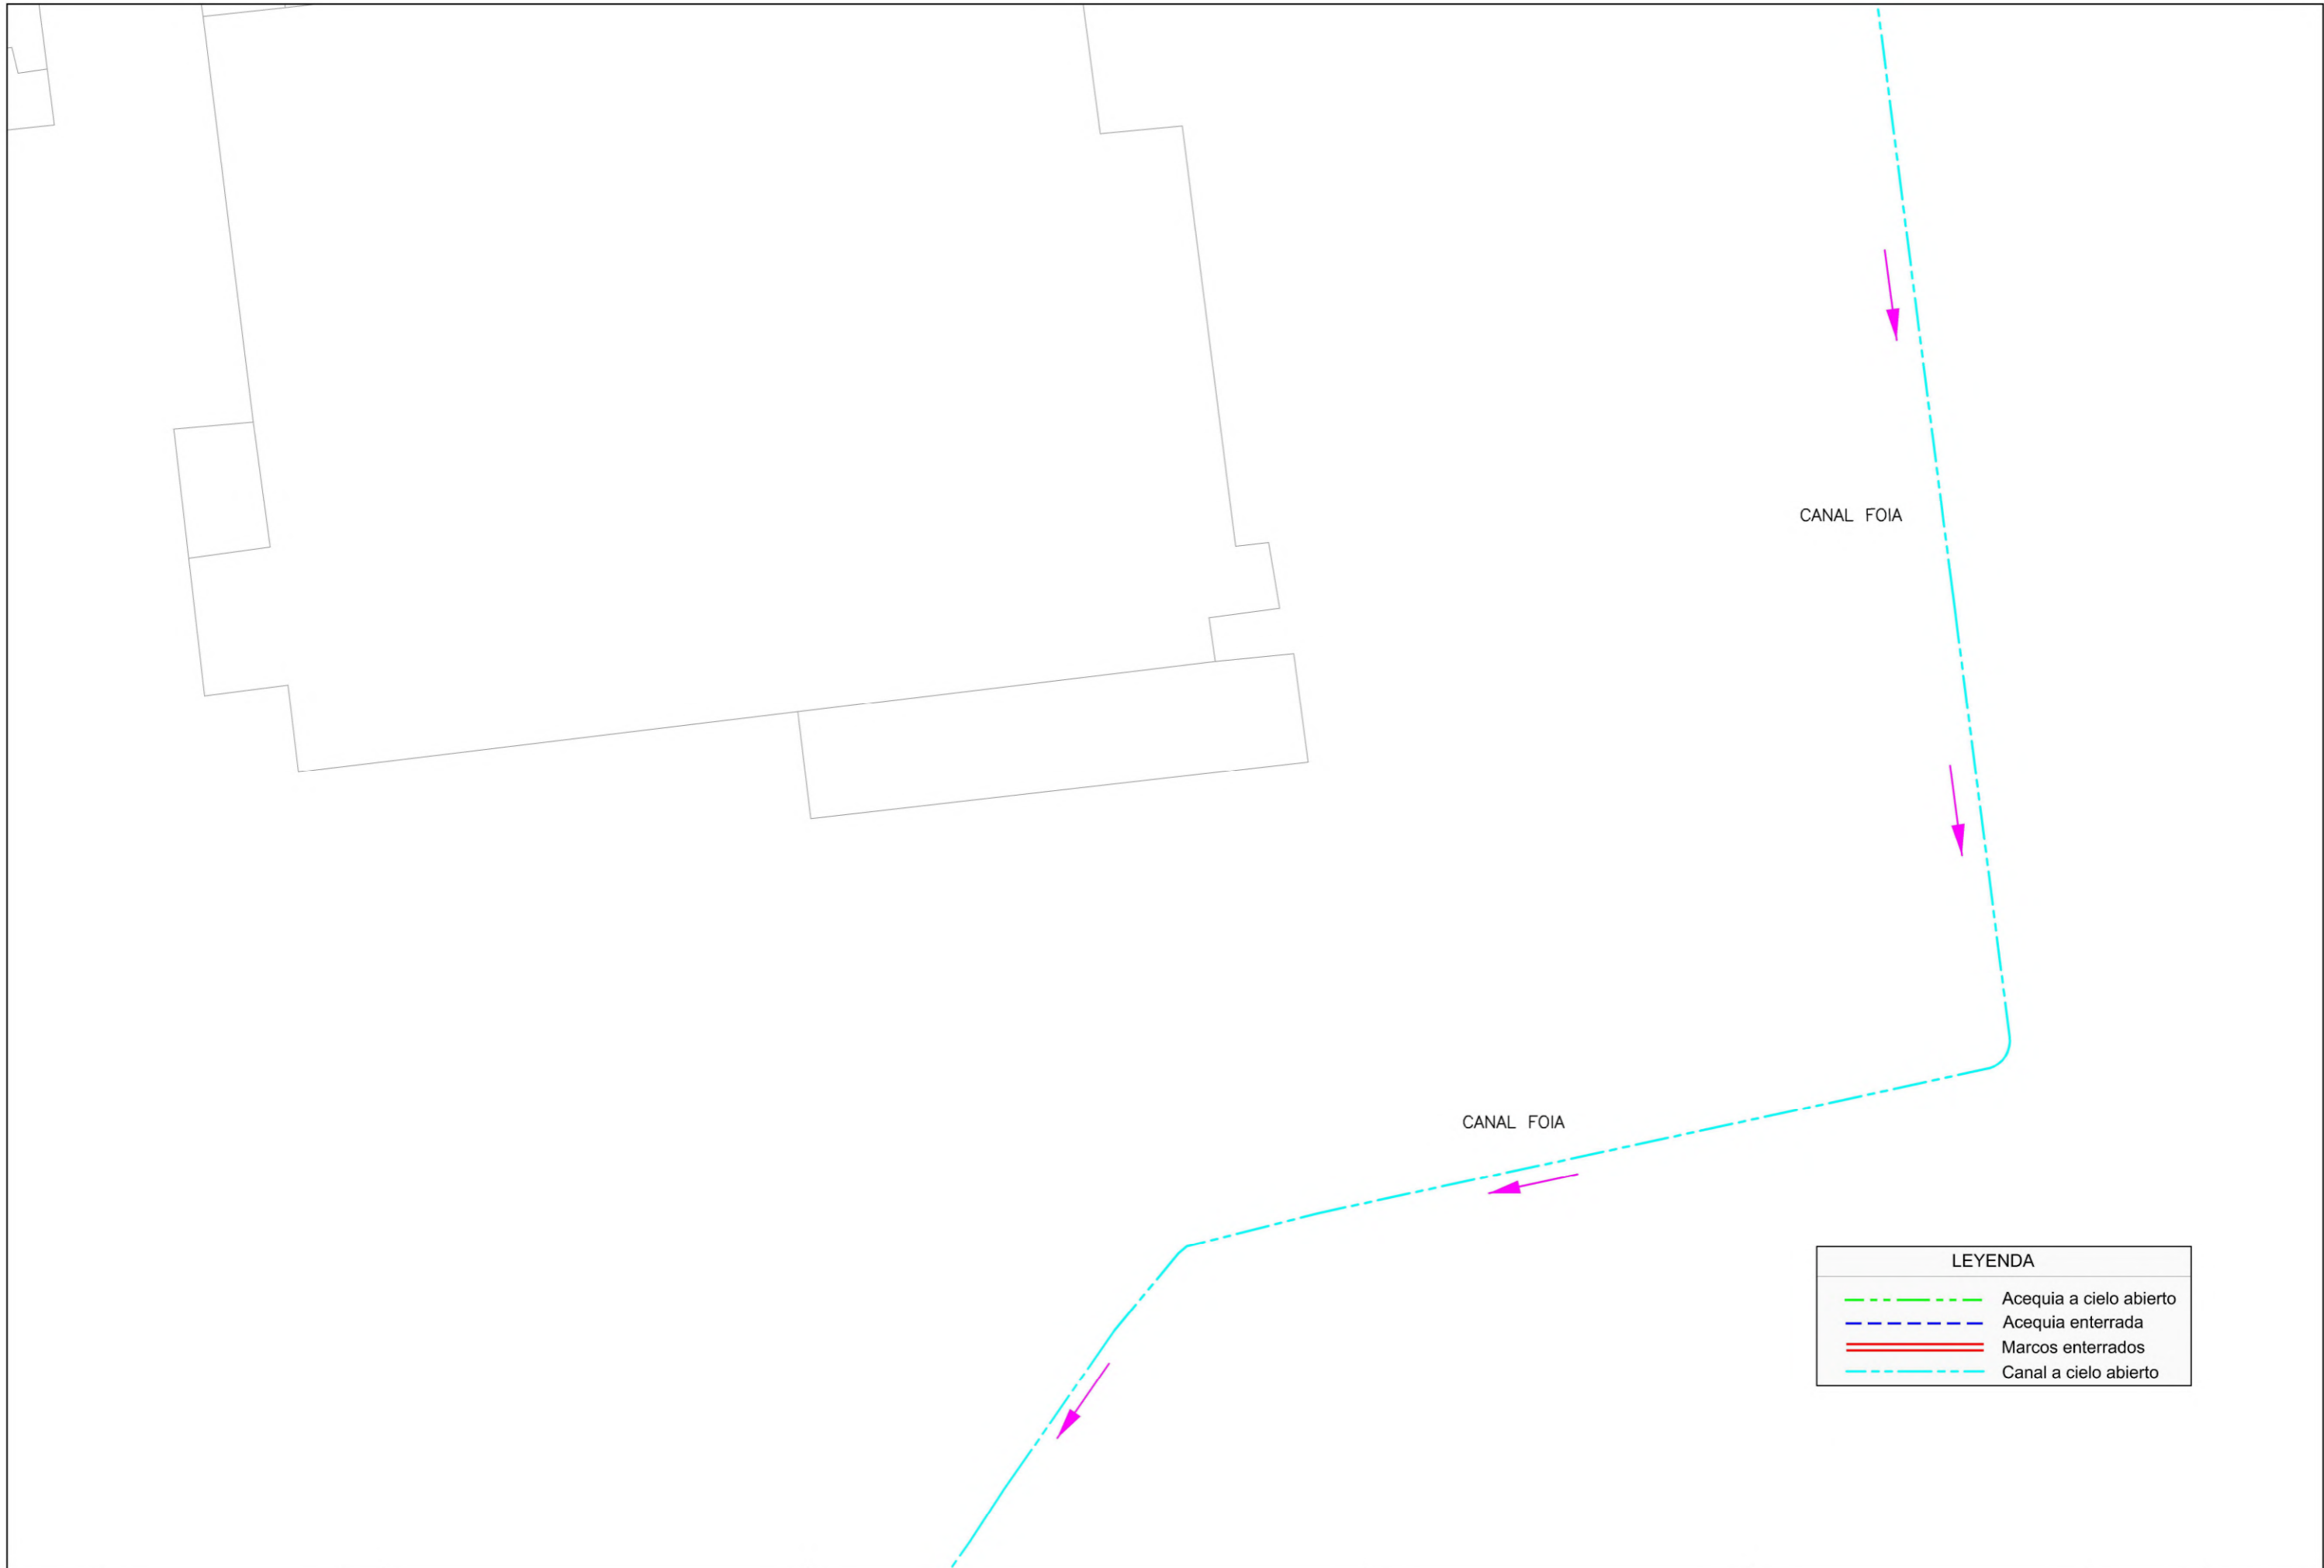 CANAL FOIA
CANAL FOIA
LEYENDA
Acequia a cielo abierto
Acequia enterrada
Marcos enterrados
Canal a cielo abierto